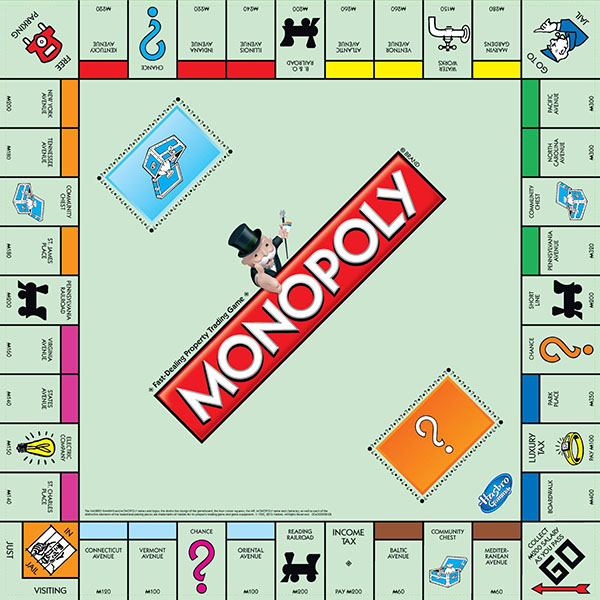 FREE
PARKING
KENTUCKY
AVENUE
M220
CHANCE
INDIANA
AVENUE
M220
ILLINOIS
AVENUE
M240
B. & O.
RAILROAD
M200
ATLANTIC
AVENUE
M260
VENTNOR
AVENUE
M260
WATER
WORKS
M150
MARVIN
GARDENS
M280
GO TO
JAIL
NEW YORK
AVENUE
M200
TENNESSEE
AVENUE
M180
COMMUNITY
CHEST
ST. JAMES
PLACE
M180
PENNSYLVANIA
RAILROAD
M200
VIRGINIA
AVENUE
M160
STATES
AVENUE
M140
ELECTRIC
COMPANY
M150
ST. CHARLES
PLACE
M140
© BRAND
MONOPOLY
Fast-Dealing Property Trading Game
Hasbro
Gaming
PACIFIC
AVENUE
M300
NORTH
CAROLINA
AVENUE
M300
COMMUNITY
CHEST
PENNSYLVANIA
AVENUE
M320
SHORT
LINE
M200
CHANCE
PARK
PLACE
M350
LUXURY
TAX
PAY M100
BOARDWALK
M400
IN
JAIL
JUST
VISITING
CONNECTICUT
AVENUE
M120
VERMONT
AVENUE
M100
CHANCE
ORIENTAL
AVENUE
M100
READING
RAILROAD
M200
INCOME
TAX
PAY M200
BALTIC
AVENUE
M60
COMMUNITY
CHEST
MEDITER-
RANEAN
AVENUE
M60
COLLECT
M200 SALARY
AS YOU PASS
GO